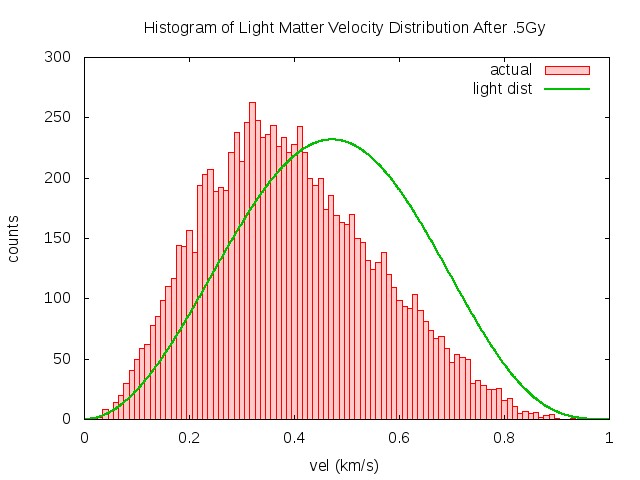 Histogram of Light Matter Velocity Distribution After .5Gy
300
250
200
150
100
50
0
counts
actual
light dist
0 0.2 0.4 0.6 0.8 1
vel (km/s)